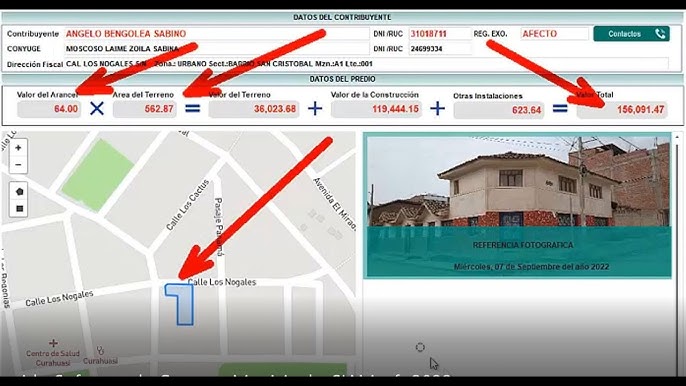 DATOS DEL CONTRIBUYENTE
Contribuyente ANGELO BENGOLEA SABINO DNI /RUC 31018711 REG. EXO. AFECTO Contactos
CONYUGE MOSCOSO LAIME ZOILA SABINA DNI /RUC 24699334
Dirección Fiscal CAL LOS NOGALES S/N Zona.: URBANO Sect.:BARRIO SAN CRISTOBAL Mzn.:A1 Lte.:001
DATOS DEL PREDIO
Valor del Arancel Area del Terreno Valor del Terreno Valor de la Construcción Otras Instalaciones Valor Total
64.00 × 562.87 = 36,023.68 + 119,444.15 + 623.64 = 156,091.47
+
-
Calle Los Cactus
Pasaje Panamá
Avenida El Mirad
Calle Los Nogales
Calle Los Nogales
Las Begonias
Centro de Salud
Curahuasi
Curahuasi
REFERENCIA FOTOGRAFICA
Miércoles, 07 de Septiembre del año 2022